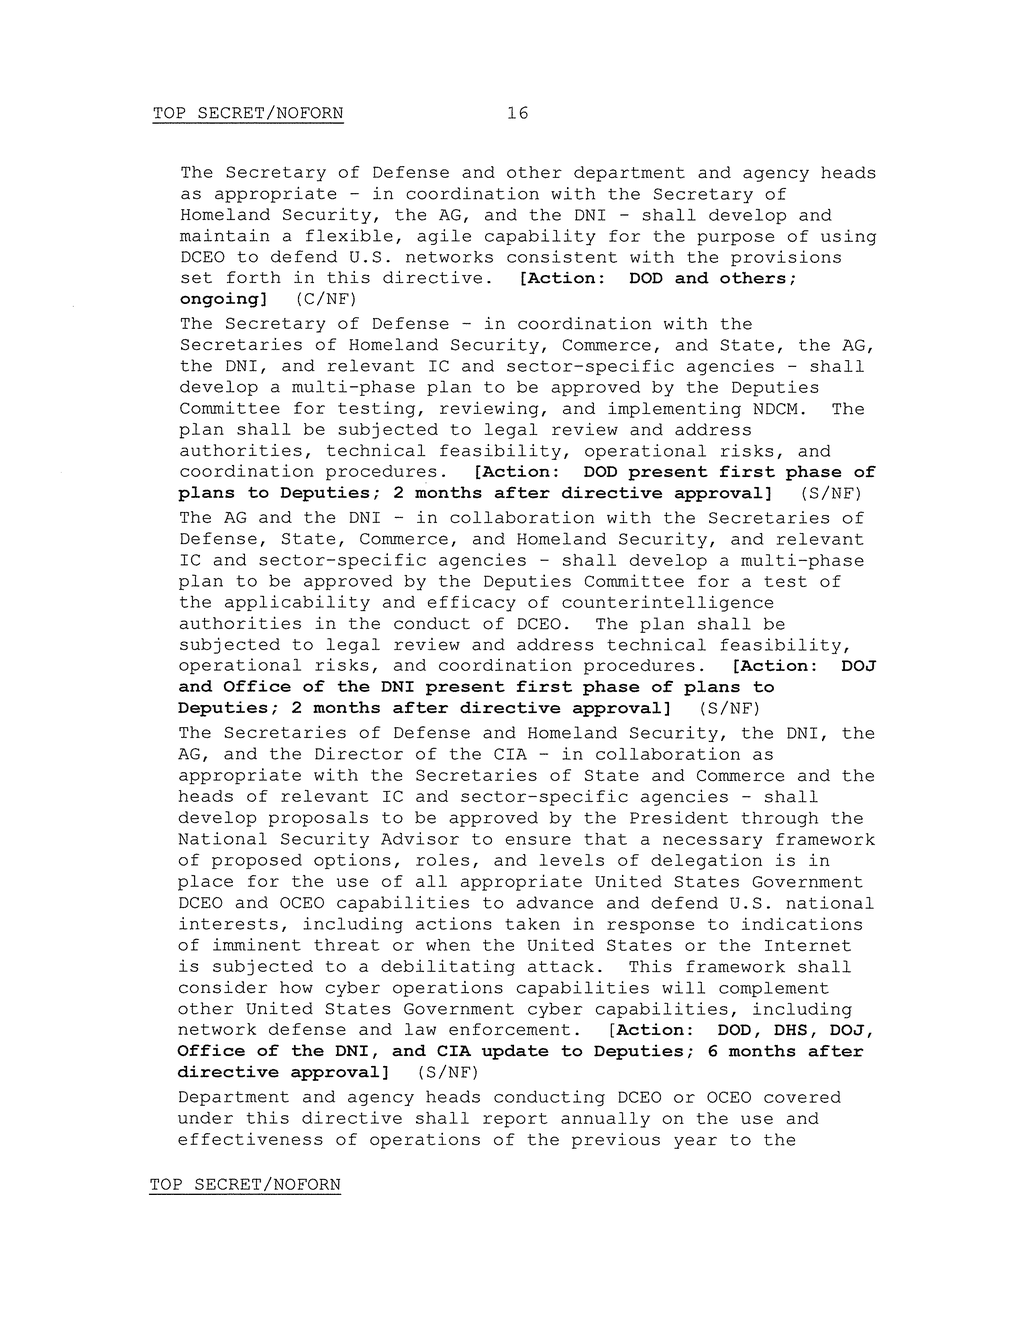 TOP SECRET/NOFORN 16
The Secretary of Defense and other department and agency heads
as appropriate - in coordination with the Secretary of
Homeland Security, the AG, and the DNI - shall develop and
maintain a flexible, agile capability for the purpose of using
DCEO to defend U.S. networks consistent with the provisions
set forth in this directive. [Action: DOD and others;
ongoing] (C/NF)
The Secretary of Defense - in coordination with the
Secretaries of Homeland Security, Commerce, and State, the AG,
the DNI, and relevant IC and sector-specific agencies - shall
develop a multi-phase plan to be approved by the Deputies
Committee for testing, reviewing, and implementing NDCM. The
plan shall be subjected to legal review and address
authorities, technical feasibility, operational risks, and
coordination procedures. [Action: DOD present first phase of
plans to Deputies; 2 months after directive approval] (S/NF)
The AG and the DNI - in collaboration with the Secretaries of
Defense, State, Commerce, and Homeland Security, and relevant
IC and sector-specific agencies - shall develop a multi-phase
plan to be approved by the Deputies Committee for a test of
the applicability and efficacy of counterintelligence
authorities in the conduct of DCEO. The plan shall be
subjected to legal review and address technical feasibility,
operational risks, and coordination procedures. [Action: DOJ
and Office of the DNI present first phase of plans to
Deputies; 2 months after directive approval] (S/NF)
The Secretaries of Defense and Homeland Security, the DNI, the
AG, and the Director of the CIA - in collaboration as
appropriate with the Secretaries of State and Commerce and the
heads of relevant IC and sector-specific agencies - shall
develop proposals to be approved by the President through the
National Security Advisor to ensure that a necessary framework
of proposed options, roles, and levels of delegation is in
place for the use of all appropriate United States Government
DCEO and OCEO capabilities to advance and defend U.S. national
interests, including actions taken in response to indications
of imminent threat or when the United States or the Internet
is subjected to a debilitating attack. This framework shall
consider how cyber operations capabilities will complement
other United States Government cyber capabilities, including
network defense and law enforcement. [Action: DOD, DHS, DOJ,
Office of the DNI, and CIA update to Deputies; 6 months after
directive approval] (S/NF)
Department and agency heads conducting DCEO or OCEO covered
under this directive shall report annually on the use and
effectiveness of operations of the previous year to the
TOP SECRET/NOFORN